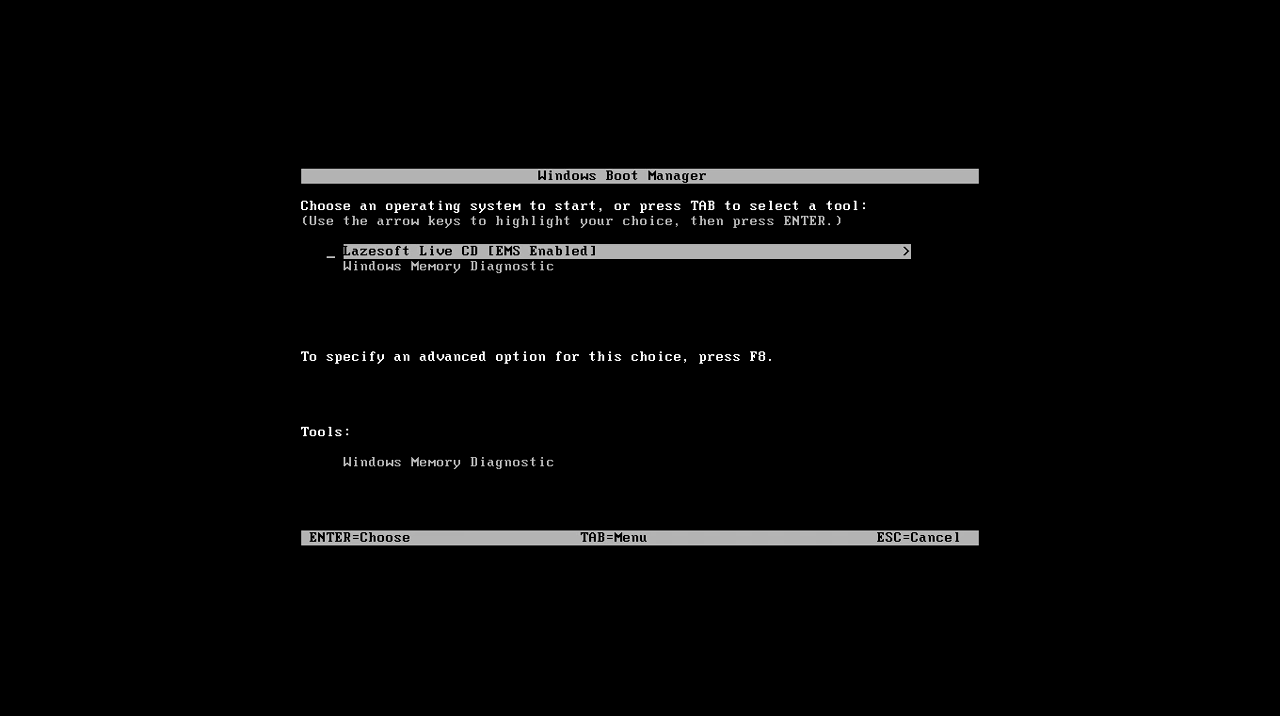 Windows Boot Manager
Choose an operating system to start, or press TAB to select a tool:
(Use the arrow keys to highlight your choice, then press ENTER.)
_ Lazesoft Live CD [EMS Enabled] >
Windows Memory Diagnostic
To specify an advanced option for this choice, press F8.
Tools:
Windows Memory Diagnostic
ENTER=Choose TAB=Menu ESC=Cancel